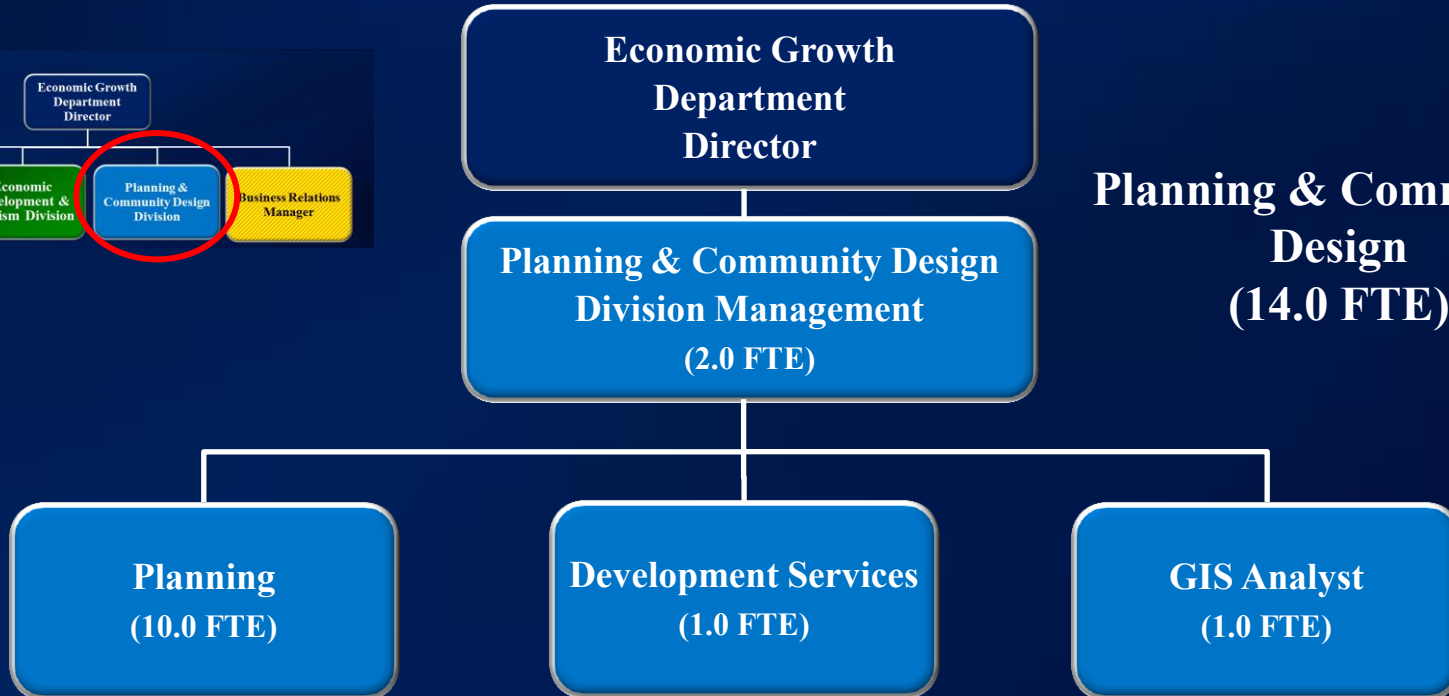 Economic Growth
Department
Director
Economic
elopment &
ism Division
Planning &
Community Design
Division
Business Relations
Manager
Economic Growth
Department
Director
Planning & Community Design
Division Management
(2.0 FTE)
Planning & Comm
Design
(14.0 FTE)
Planning
(10.0 FTE)
Development Services
(1.0 FTE)
GIS Analyst
(1.0 FTE)